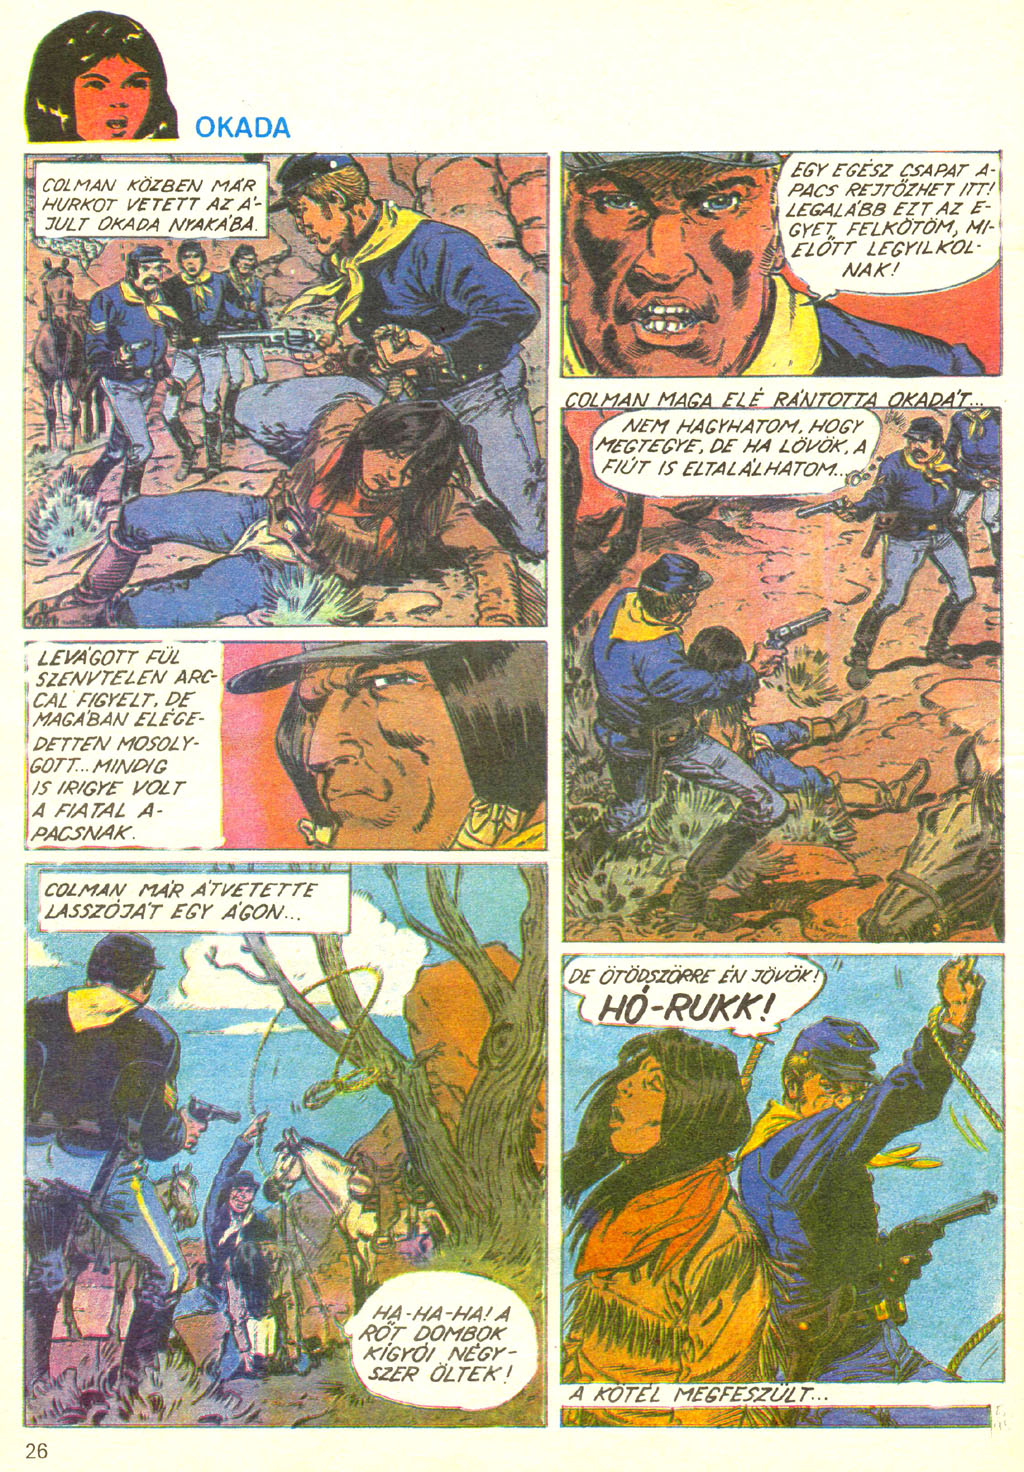 OKADA
COLMAN KÖZBEN MÁR
HURKOT VETETT AZ Á-
JULT OKADA NYAKÁBA.
EGY EGÉSZ CSAPAT A-
PACS REJTŐZHET ITT!
LEGALÁBB EZT AZ E-
GYET, FELKÖTÖM, MI-
ELŐTT LEGYILKOL-
NAK!
COLMAN MAGA ELÉ RÁNTOTTA OKADÁT...
NEM HAGYHATOM, HOGY
MEGTEGYE, DE HA LÖVÖK, A
FIÚT IS ELTALÁLHATOM...
LEVÁGOTT FÜL
SZENVTELEN ARC-
CAL FIGYELT, DE
MAGÁBAN ELÉGE-
DETTEN MOSOLY-
GOTT... MINDIG
IS IRIGYE VOLT
A FIATAL A-
PACSNAK.
COLMAN MÁR ÁTVETETTE
LASSZÓJÁT EGY ÁGON...
HA-HA-HA! A
RÖT DOMBOK
KÍGYÓI NÉGY-
SZER ÖLTEK!
DE ÖTÖDSZÖRRE ÉN JÖVÖK!
HÓ-RUKK!
A KÖTÉL MEGFESZÜLT...
26